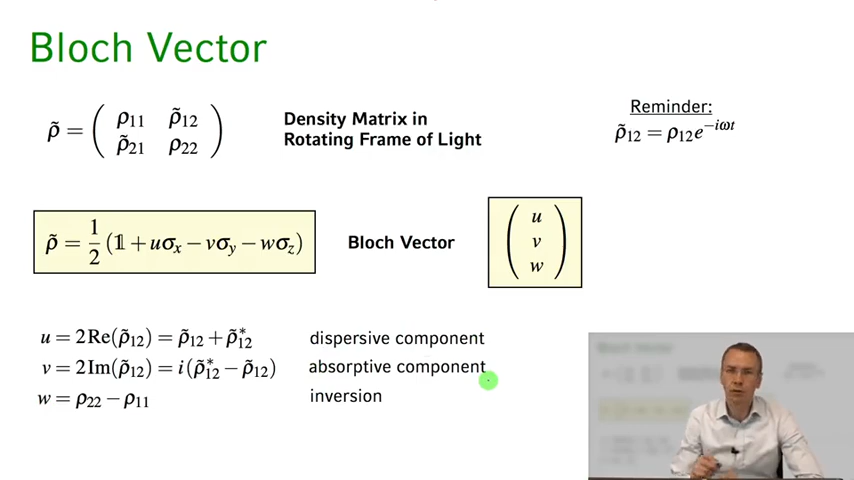 Bloch Vector
ρ̃ = ( ρ₁₁ ρ̃₁₂
ρ̃₂₁ ρ₂₂ )
Density Matrix in
Rotating Frame of Light
Reminder:
ρ̃₁₂ = ρ₁₂e^{−iωt}
ρ̃ = 1/2 (𝟙 + uσₓ − vσ_y − wσ_z)
Bloch Vector
( u
v
w )
u = 2Re(ρ̃₁₂) = ρ̃₁₂ + ρ̃*₁₂ dispersive component
v = 2Im(ρ̃₁₂) = i(ρ̃*₁₂ − ρ̃₁₂) absorptive component
w = ρ₂₂ − ρ₁₁ inversion